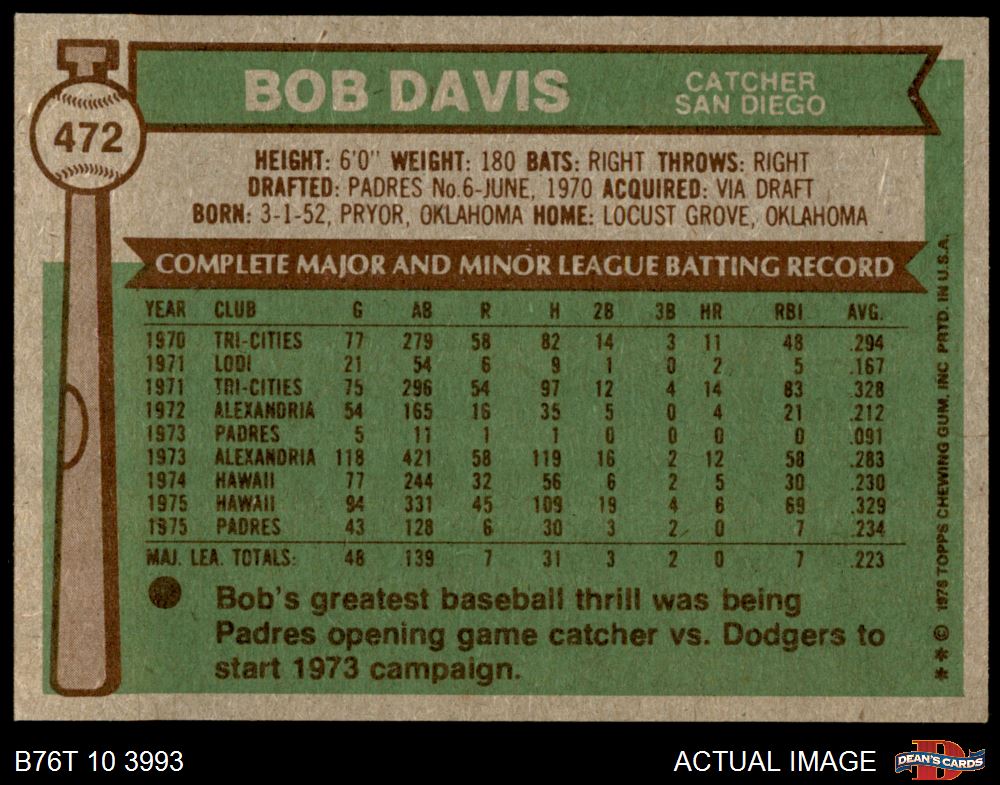 BOB DAVIS
CATCHER
SAN DIEGO
472
HEIGHT: 6'0" WEIGHT: 180 BATS: RIGHT THROWS: RIGHT
DRAFTED: PADRES No.6-JUNE, 1970 ACQUIRED: VIA DRAFT
BORN: 3-1-52, PRYOR, OKLAHOMA HOME: LOCUST GROVE, OKLAHOMA
COMPLETE MAJOR AND MINOR LEAGUE BATTING RECORD
YEAR CLUB G AB R H 2B 3B HR RBI AVG.
1970 TRI-CITIES 77 279 58 82 14 3 11 48 .294
1971 LODI 21 54 6 9 1 0 2 5 .167
1971 TRI-CITIES 75 296 54 97 12 4 14 83 .328
1972 ALEXANDRIA 54 165 16 35 5 0 4 21 .212
1973 PADRES 5 11 1 1 0 0 0 0 .091
1973 ALEXANDRIA 118 421 58 119 16 2 12 58 .283
1974 HAWAII 77 244 32 56 6 2 5 30 .230
1975 HAWAII 94 331 45 109 19 4 6 69 .329
1975 PADRES 43 128 6 30 3 2 0 7 .234
MAJ. LEA. TOTALS: 48 139 7 31 3 2 0 7 .223
Bob's greatest baseball thrill was being
Padres opening game catcher vs. Dodgers to
start 1973 campaign.
** © 1976 TOPPS CHEWING GUM, INC PRTD. IN U.S.A.
B76T 10 3993
ACTUAL IMAGE
DEAN'S CARDS